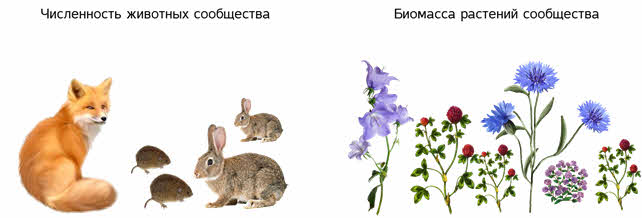 Численность животных сообщества
Биомасса растений сообщества